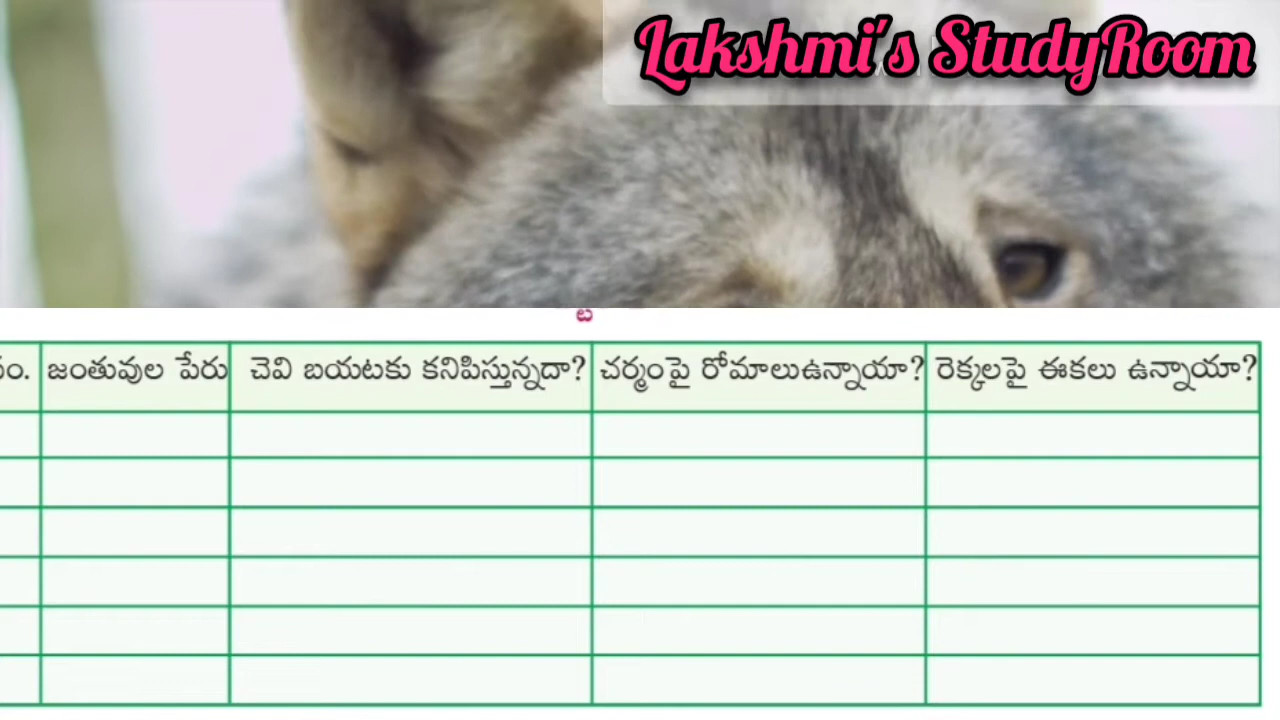 Lakshmi's StudyRoom
జంతువుల పేరు చెవి బయటకు కనిపిస్తున్నదా? చర్మంపై రోమాలుఉన్నాయా? రెక్కలపై ఈకలు ఉన్నాయా?